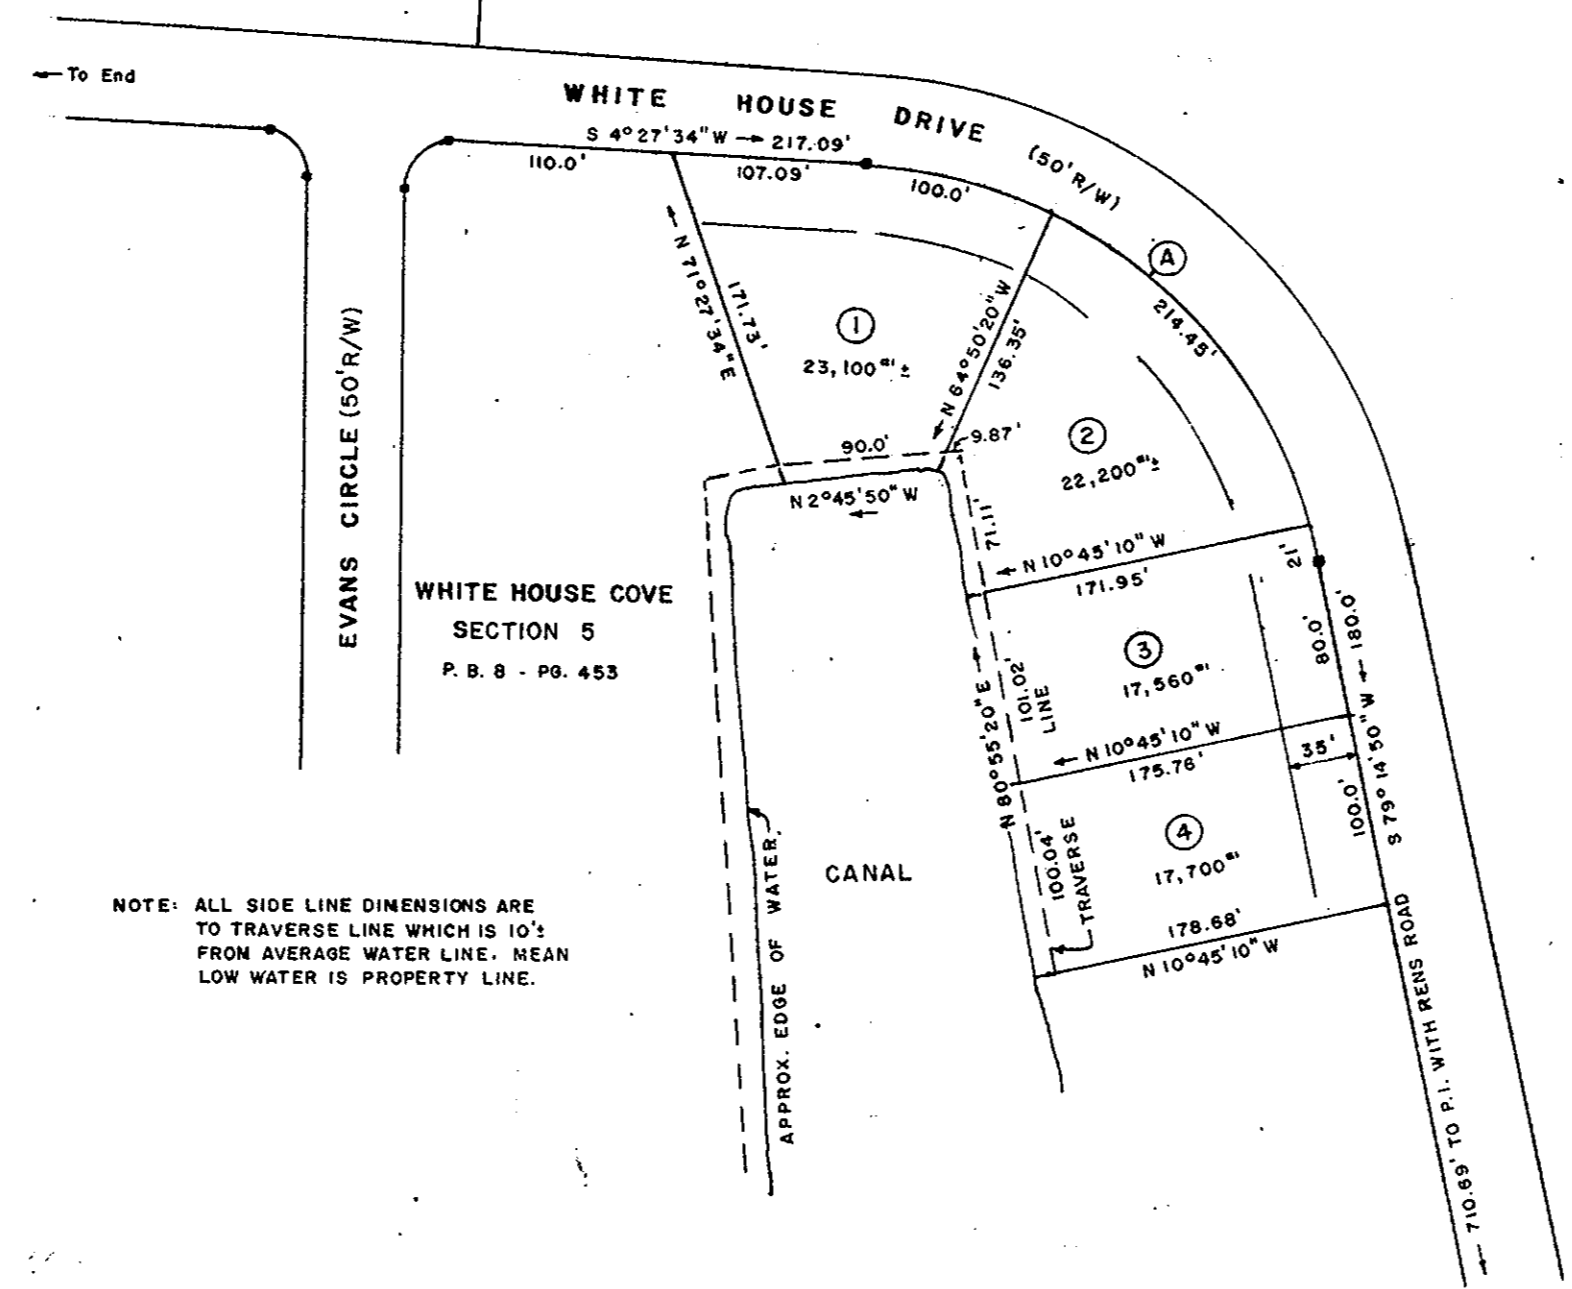 To End
WHITE HOUSE DRIVE (50'R/W)
S 4°27'34"W → 217.09'
110.0'
107.09'
100.0'
A
214.45'
N 71°27'34"E
171.73'
1
23,100 ±
N 64°50'20"W
136.35'
9.87'
90.0'
N 2°45'50" W
2
22,200 ±
71.11'
N 10°45'10" W
171.95'
21'
EVANS CIRCLE (50'R/W)
WHITE HOUSE COVE
SECTION 5
P. B. 8 - PG. 453
3
17,560
80.0'
S 79° 14' 50" W ← 180.0'
101.02'
LINE
N 80°55'20"E
N 10°45'10" W
175.76'
35'
100.0'
4
17,700
100.04'
TRAVERSE
178.68'
N 10°45'10" W
CANAL
APPROX. EDGE OF WATER
NOTE: ALL SIDE LINE DIMENSIONS ARE
TO TRAVERSE LINE WHICH IS 10'±
FROM AVERAGE WATER LINE. MEAN
LOW WATER IS PROPERTY LINE.
710.69' TO P.I. WITH RENS ROAD